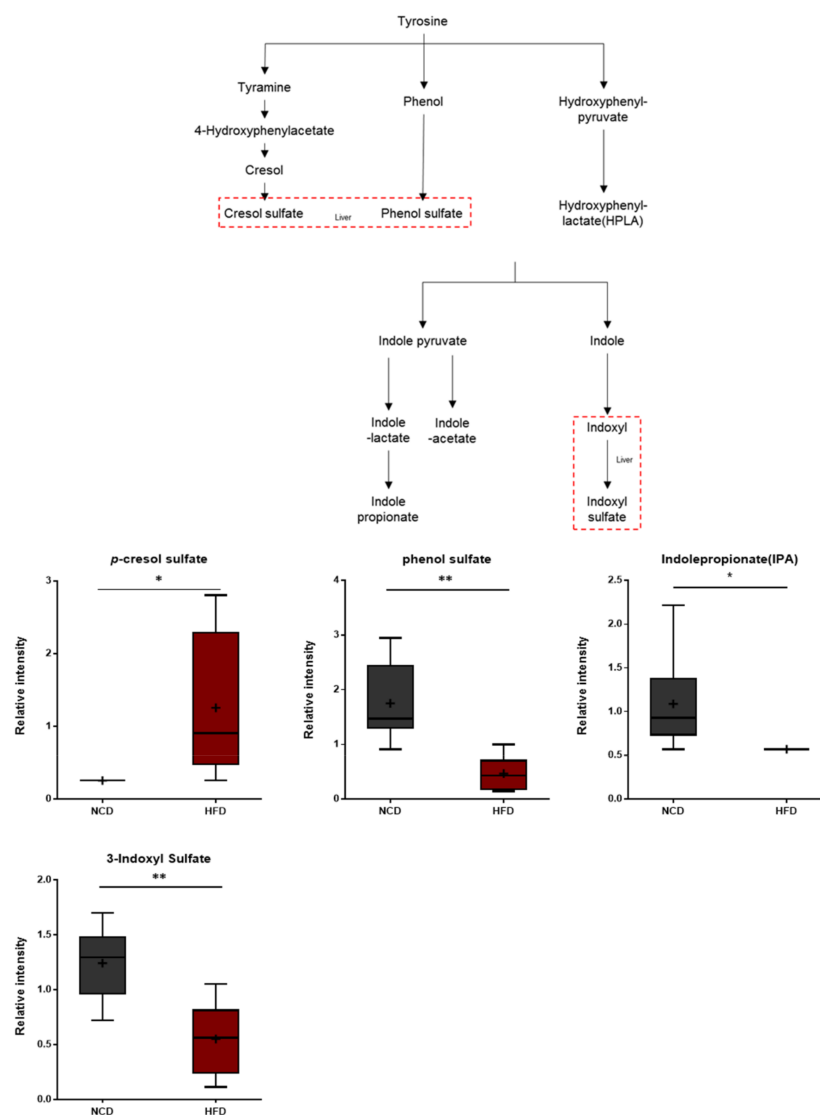 Tyrosine
Tyramine
Phenol
Hydroxyphenyl-
pyruvate
4-Hydroxyphenylacetate
Cresol
Cresol sulfate
Liver
Phenol sulfate
Hydroxyphenyll-
lactate(HPLA)
Indole pyruvate
Indole
Indole
-lactate
Indole
-acetate
Indoxyl
Liver
Indole
propionate
Indoxyl
sulfate
p-cresol sulfate
*
3
2
1
0
Relative intensity
NCD
HFD
phenol sulfate
**
4
3
2
1
0
Relative intensity
NCD
HFD
Indolepropionate(IPA)
*
2.5
2.0
1.5
1.0
0.5
0.0
Relative intensity
NCD
HFD
3-Indoxyl Sulfate
**
2.0
1.5
1.0
0.5
0.0
Relative intensity
NCD
HFD